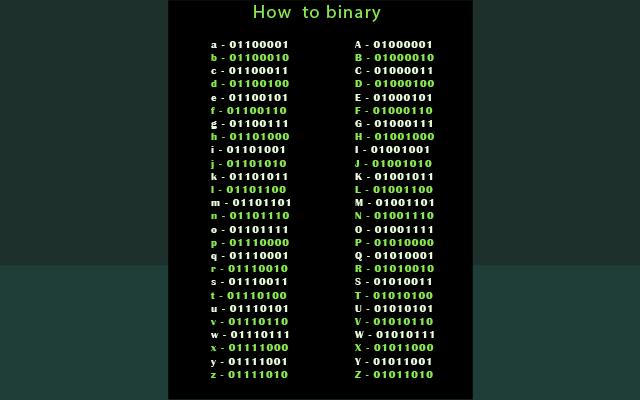 How to binary
a - 01100001 A - 01000001
b - 01100010 B - 01000010
c - 01100011 C - 01000011
d - 01100100 D - 01000100
e - 01100101 E - 01000101
f - 01100110 F - 01000110
g - 01100111 G - 01000111
h - 01101000 H - 01001000
i - 01101001 I - 01001001
j - 01101010 J - 01001010
k - 01101011 K - 01001011
l - 01101100 L - 01001100
m - 01101101 M - 01001101
n - 01101110 N - 01001110
o - 01101111 O - 01001111
p - 01110000 P - 01010000
q - 01110001 Q - 01010001
r - 01110010 R - 01010010
s - 01110011 S - 01010011
t - 01110100 T - 01010100
u - 01110101 U - 01010101
v - 01110110 V - 01010110
w - 01110111 W - 01010111
x - 01111000 X - 01011000
y - 01111001 Y - 01011001
z - 01111010 Z - 01011010